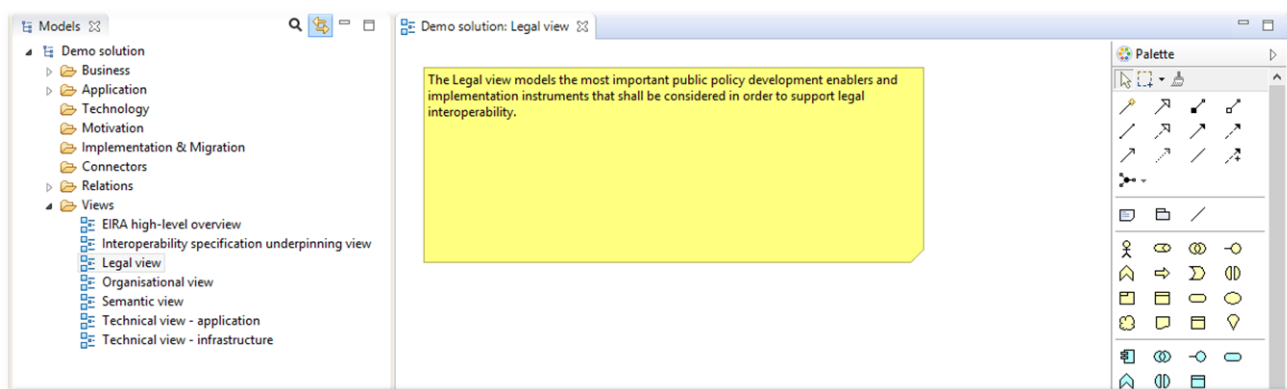 Models
Demo solution
Business
Application
Technology
Motivation
Implementation & Migration
Connectors
Relations
Views
EIRA high-level overview
Interoperability specification underpinning view
Legal view
Organisational view
Semantic view
Technical view - application
Technical view - infrastructure
Demo solution: Legal view
The Legal view models the most important public policy development enablers and
implementation instruments that shall be considered in order to support legal
interoperability.
Palette